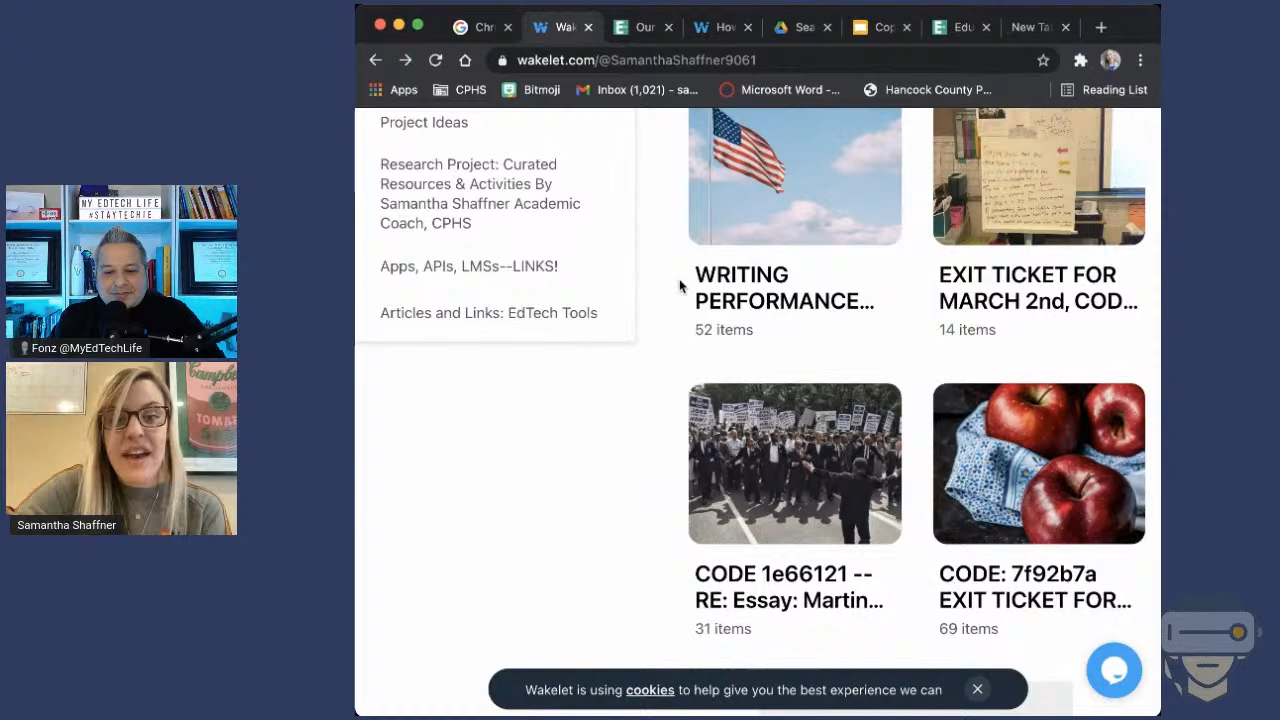 Chr
Wak
Our
Hov
Sea
Cop
Edu
New Ta
wakelet.com/@SamanthaShaffner9061
Apps
CPHS
Bitmoji
Inbox (1,021) – sa...
Microsoft Word -...
Hancock County P...
Reading List
Project Ideas
Research Project: Curated
Resources & Activities By
Samantha Shaffner Academic
Coach, CPHS
Apps, APIs, LMSs--LINKS!
Articles and Links: EdTech Tools
WRITING
PERFORMANCE...
52 items
EXIT TICKET FOR
MARCH 2nd, COD...
14 items
CODE 1e66121 --
RE: Essay: Martin...
31 items
CODE: 7f92b7a
EXIT TICKET FOR...
69 items
Wakelet is using cookies to help give you the best experience we can
MY EDTECH LIFE
#STAYTECHIE
Fonz @MyEdTechLife
Campbell
TOMA
Samantha Shaffner